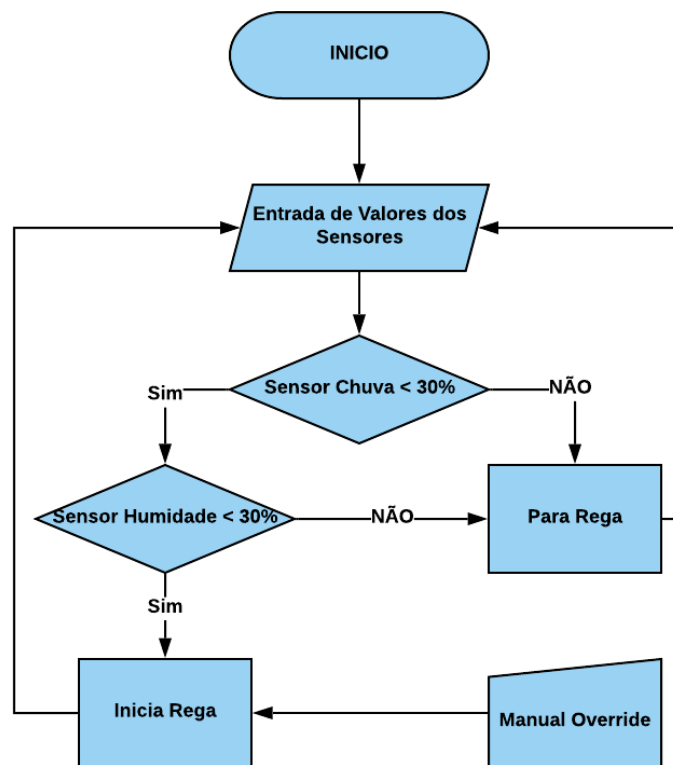 INICIO
Entrada de Valores dos
Sensores
Sensor Chuva < 30%
Sim
NÃO
Sensor Humidade < 30%
NÃO
Para Rega
Sim
Inicia Rega
Manual Override